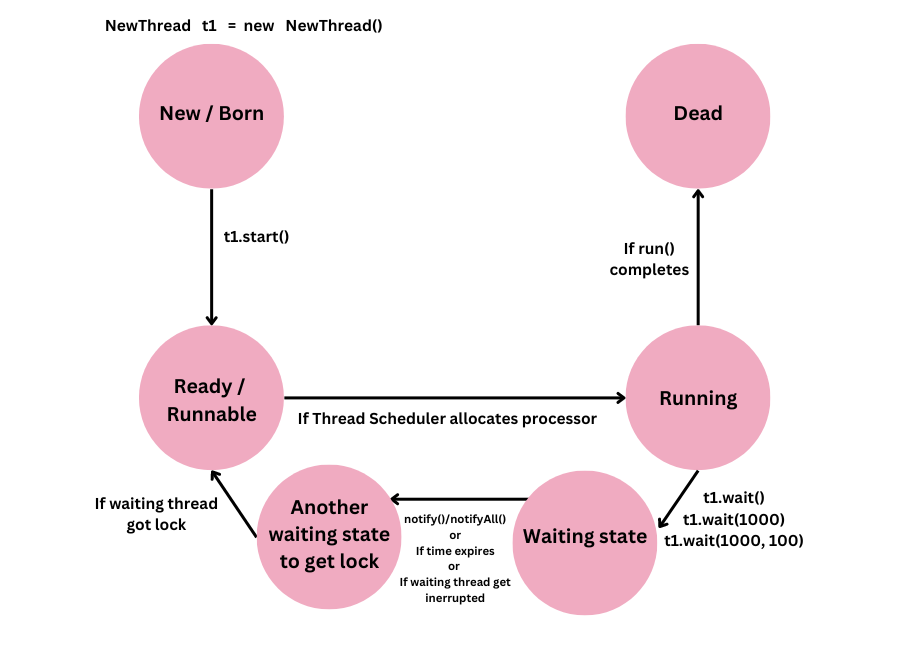 NewThread t1 = new NewThread()
New / Born
Dead
t1.start()
If run()
completes
Ready /
Runnable
Running
If Thread Scheduler allocates processor
If waiting thread
got lock
Another
waiting state
to get lock
notify()/notifyAll()
or
If time expires
or
If waiting thread get
inerrupted
Waiting state
t1.wait()
t1.wait(1000)
t1.wait(1000, 100)